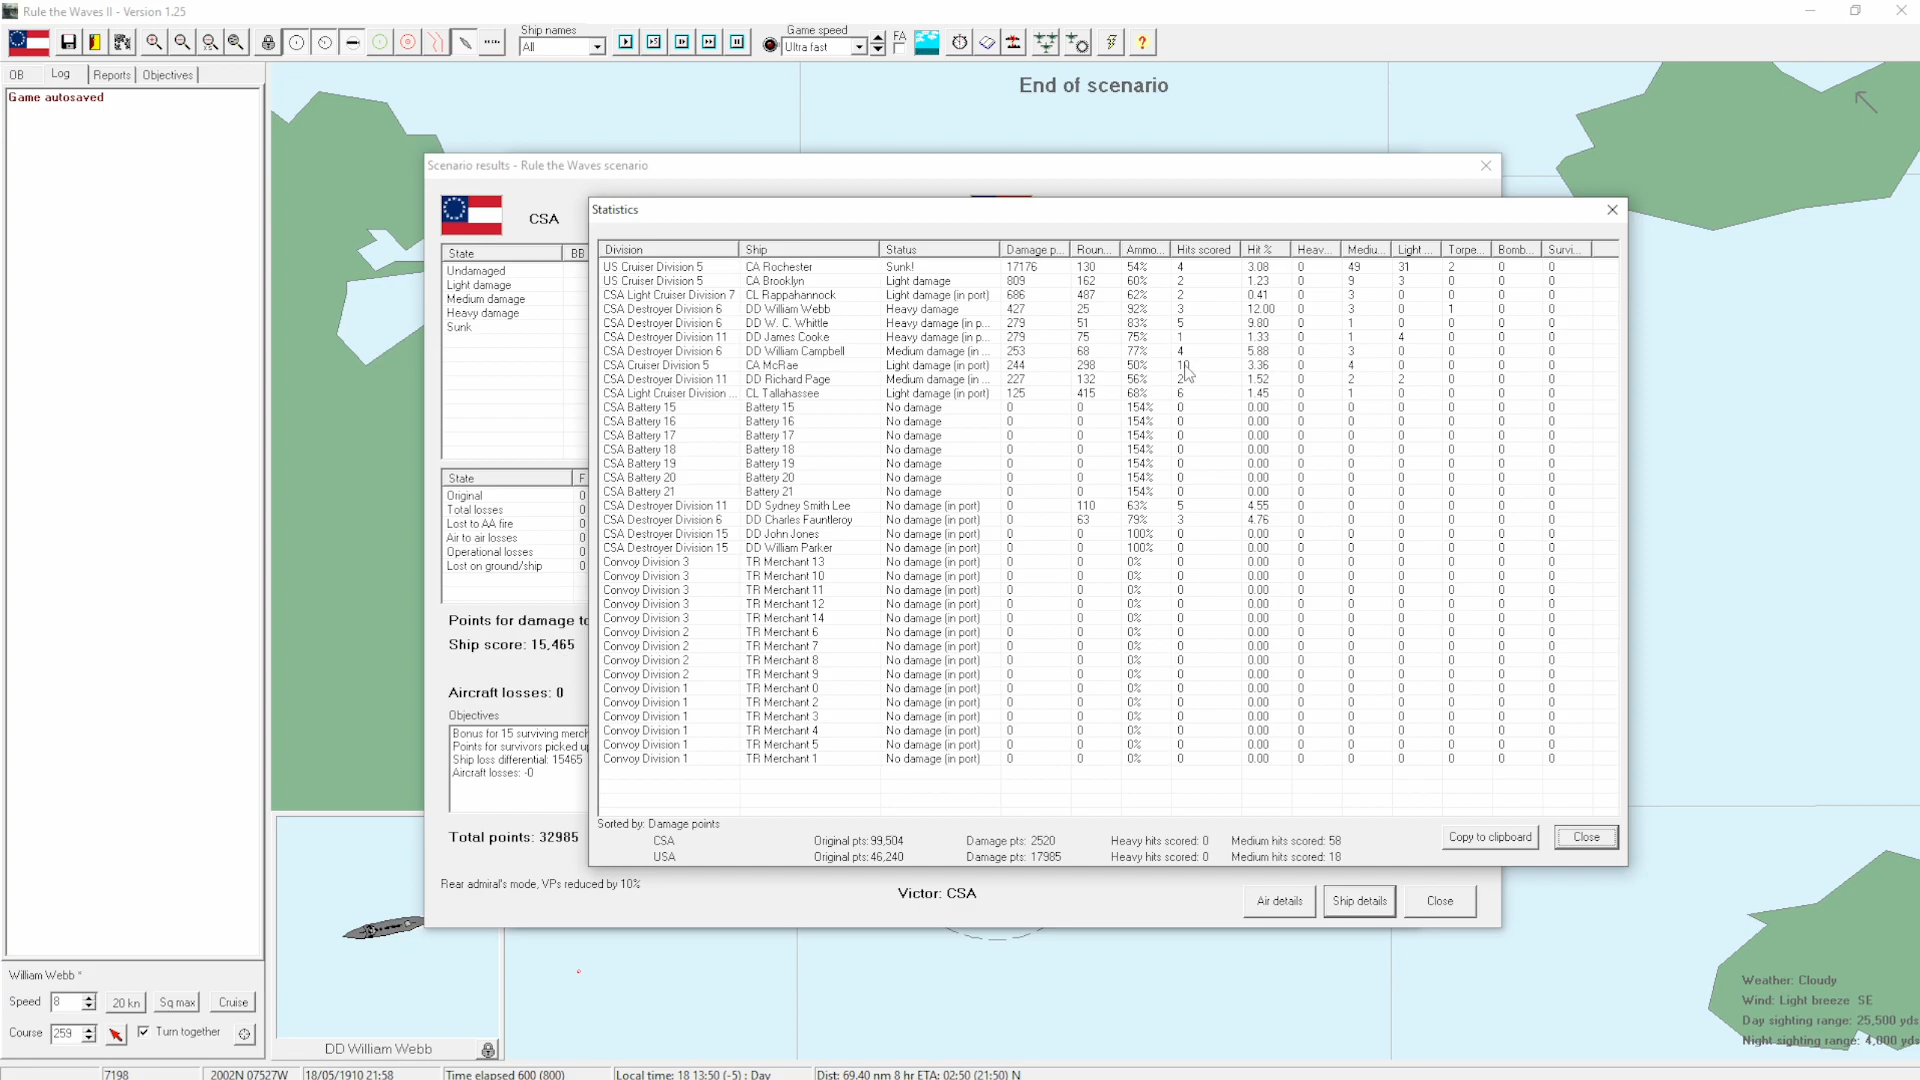 Rule the Waves II - Version 1.25
Ship names
All
Game speed
Ultra fast
FA
OB
Log
Reports
Objectives
Game autosaved
End of scenario
Scenario results - Rule the Waves scenario
CSA
State BB
Undamaged
Light damage
Medium damage
Heavy damage
Sunk
State F
Original 0
Total losses 0
Lost to AA fire 0
Air to air losses 0
Operational losses 0
Lost on ground/ship 0
Points for damage to
Ship score: 15,465
Aircraft losses: 0
Objectives
Bonus for 15 surviving merch
Points for survivors picked u
Ship loss differential: 15465
Aircraft losses: -0
Total points: 32985
Rear admiral's mode, VPs reduced by 10%
Victor: CSA
Air details
Ship details
Close
Statistics
Division Ship Status Damage p... Roun... Ammo... Hits scored Hit % Heav... Mediu... Light ... Torpe... Bomb... Survi...
US Cruiser Division 5 CA Rochester Sunk! 17176 130 54% 4 3.08 0 49 31 2 0 0
US Cruiser Division 5 CA Brooklyn Light damage 809 162 60% 2 1.23 0 9 3 0 0 0
CSA Light Cruiser Division 7 CL Rappahannock Light damage (in port) 686 487 62% 2 0.41 0 3 0 0 0 0
CSA Destroyer Division 6 DD William Webb Heavy damage 427 25 92% 3 12.00 0 3 0 1 0 0
CSA Destroyer Division 6 DD W. C. Whittle Heavy damage (in p... 279 51 83% 5 9.80 0 1 0 0 0 0
CSA Destroyer Division 11 DD James Cooke Heavy damage (in p... 279 75 75% 1 1.33 0 1 4 0 0 0
CSA Destroyer Division 6 DD William Campbell Medium damage (in ... 253 68 77% 4 5.88 0 3 0 0 0 0
CSA Cruiser Division 5 CA McRae Light damage (in port) 244 298 50% 10 3.36 0 4 0 0 0 0
CSA Destroyer Division 11 DD Richard Page Medium damage (in ... 227 132 56% 2 1.52 0 2 2 0 0 0
CSA Light Cruiser Division ... CL Tallahassee Light damage (in port) 125 415 68% 6 1.45 0 1 0 0 0 0
CSA Battery 15 Battery 15 No damage 0 0 154% 0 0.00 0 0 0 0 0 0
CSA Battery 16 Battery 16 No damage 0 0 154% 0 0.00 0 0 0 0 0 0
CSA Battery 17 Battery 17 No damage 0 0 154% 0 0.00 0 0 0 0 0 0
CSA Battery 18 Battery 18 No damage 0 0 154% 0 0.00 0 0 0 0 0 0
CSA Battery 19 Battery 19 No damage 0 0 154% 0 0.00 0 0 0 0 0 0
CSA Battery 20 Battery 20 No damage 0 0 154% 0 0.00 0 0 0 0 0 0
CSA Battery 21 Battery 21 No damage 0 0 154% 0 0.00 0 0 0 0 0 0
CSA Destroyer Division 11 DD Sydney Smith Lee No damage (in port) 0 110 63% 5 4.55 0 0 0 0 0 0
CSA Destroyer Division 6 DD Charles Fauntleroy No damage (in port) 0 63 79% 3 4.76 0 0 0 0 0 0
CSA Destroyer Division 15 DD John Jones No damage (in port) 0 0 100% 0 0.00 0 0 0 0 0 0
CSA Destroyer Division 15 DD William Parker No damage (in port) 0 0 100% 0 0.00 0 0 0 0 0 0
Convoy Division 3 TR Merchant 13 No damage (in port) 0 0 0% 0 0.00 0 0 0 0 0 0
Convoy Division 3 TR Merchant 10 No damage (in port) 0 0 0% 0 0.00 0 0 0 0 0 0
Convoy Division 3 TR Merchant 11 No damage (in port) 0 0 0% 0 0.00 0 0 0 0 0 0
Convoy Division 3 TR Merchant 12 No damage (in port) 0 0 0% 0 0.00 0 0 0 0 0 0
Convoy Division 3 TR Merchant 14 No damage (in port) 0 0 0% 0 0.00 0 0 0 0 0 0
Convoy Division 2 TR Merchant 6 No damage (in port) 0 0 0% 0 0.00 0 0 0 0 0 0
Convoy Division 2 TR Merchant 7 No damage (in port) 0 0 0% 0 0.00 0 0 0 0 0 0
Convoy Division 2 TR Merchant 8 No damage (in port) 0 0 0% 0 0.00 0 0 0 0 0 0
Convoy Division 2 TR Merchant 9 No damage (in port) 0 0 0% 0 0.00 0 0 0 0 0 0
Convoy Division 1 TR Merchant 0 No damage (in port) 0 0 0% 0 0.00 0 0 0 0 0 0
Convoy Division 1 TR Merchant 2 No damage (in port) 0 0 0% 0 0.00 0 0 0 0 0 0
Convoy Division 1 TR Merchant 3 No damage (in port) 0 0 0% 0 0.00 0 0 0 0 0 0
Convoy Division 1 TR Merchant 4 No damage (in port) 0 0 0% 0 0.00 0 0 0 0 0 0
Convoy Division 1 TR Merchant 5 No damage (in port) 0 0 0% 0 0.00 0 0 0 0 0 0
Convoy Division 1 TR Merchant 1 No damage (in port) 0 0 0% 0 0.00 0 0 0 0 0 0
Sorted by: Damage points
CSA Original pts: 99,504 Damage pts: 2520 Heavy hits scored: 0 Medium hits scored: 58
USA Original pts: 46,240 Damage pts: 17985 Heavy hits scored: 0 Medium hits scored: 18
Copy to clipboard
Close
William Webb *
Speed 8 20 kn Sq max Cruise
Course 259 Turn together
DD William Webb
Weather: Cloudy
Wind: Light breeze SE
Day sighting range: 25,500 yds
Night sighting range: 4,000 yds
7198 2002N 07527W 18/05/1910 21:58 Time elapsed 600 (800) Local time: 18 13:50 (-5) : Day Dist: 69.40 nm 8 hr ETA: 02:50 (21:50) N